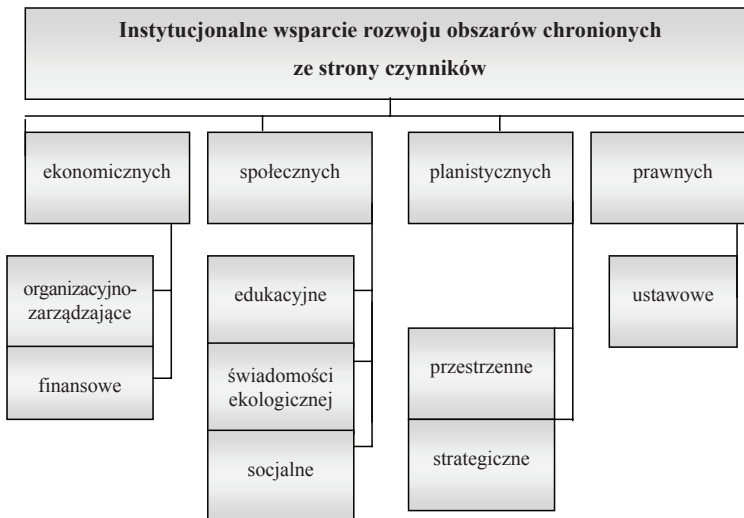 Instytucjonalne wsparcie rozwoju obszarów chronionych
ze strony czynników
ekonomicznych
społecznych
planistycznych
prawnych
organizacyjno-
zarządzające
finansowe
edukacyjne
świadomości
ekologicznej
socjalne
przestrzenne
strategiczne
ustawowe